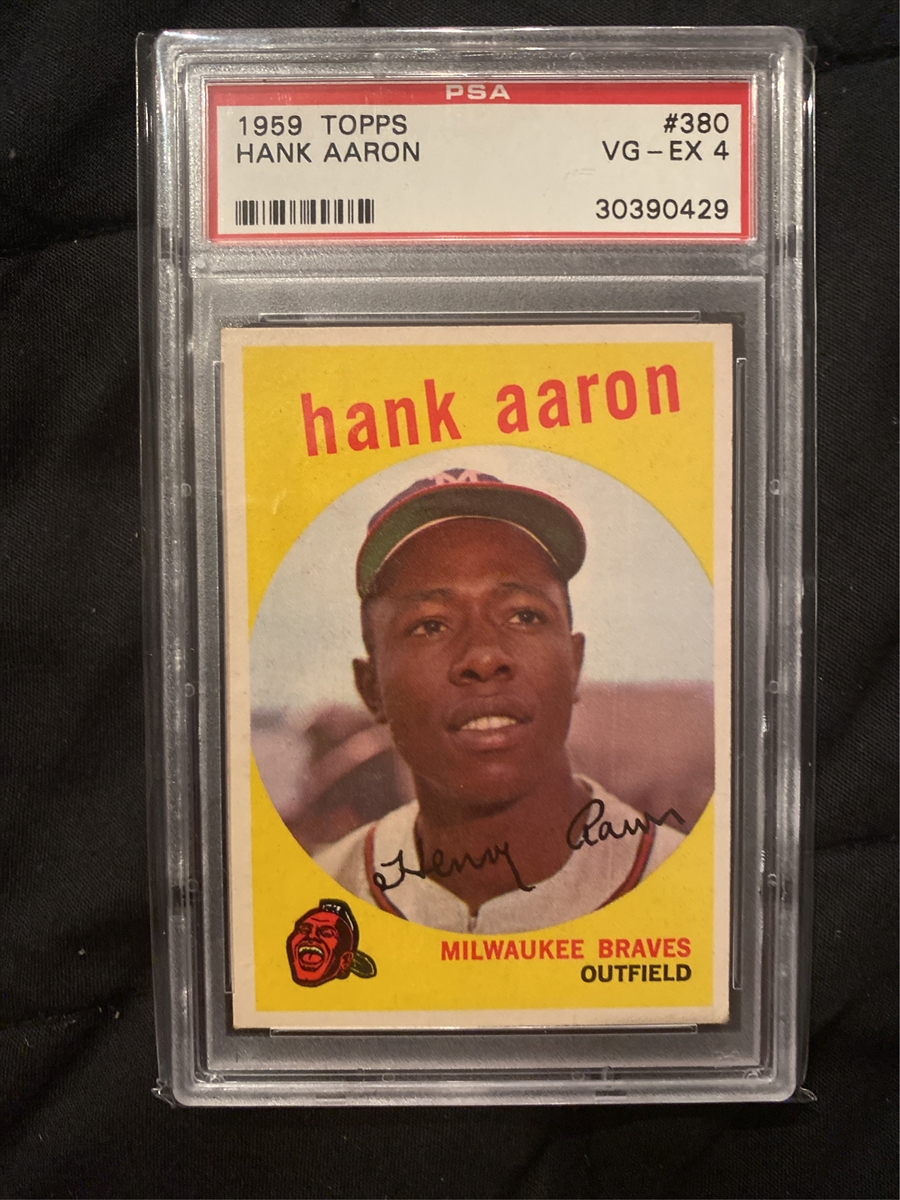 PSA
1959 TOPPS #380
HANK AARON VG-EX 4
30390429
hank aaron
M
Henry Aaron
MILWAUKEE BRAVES
OUTFIELD